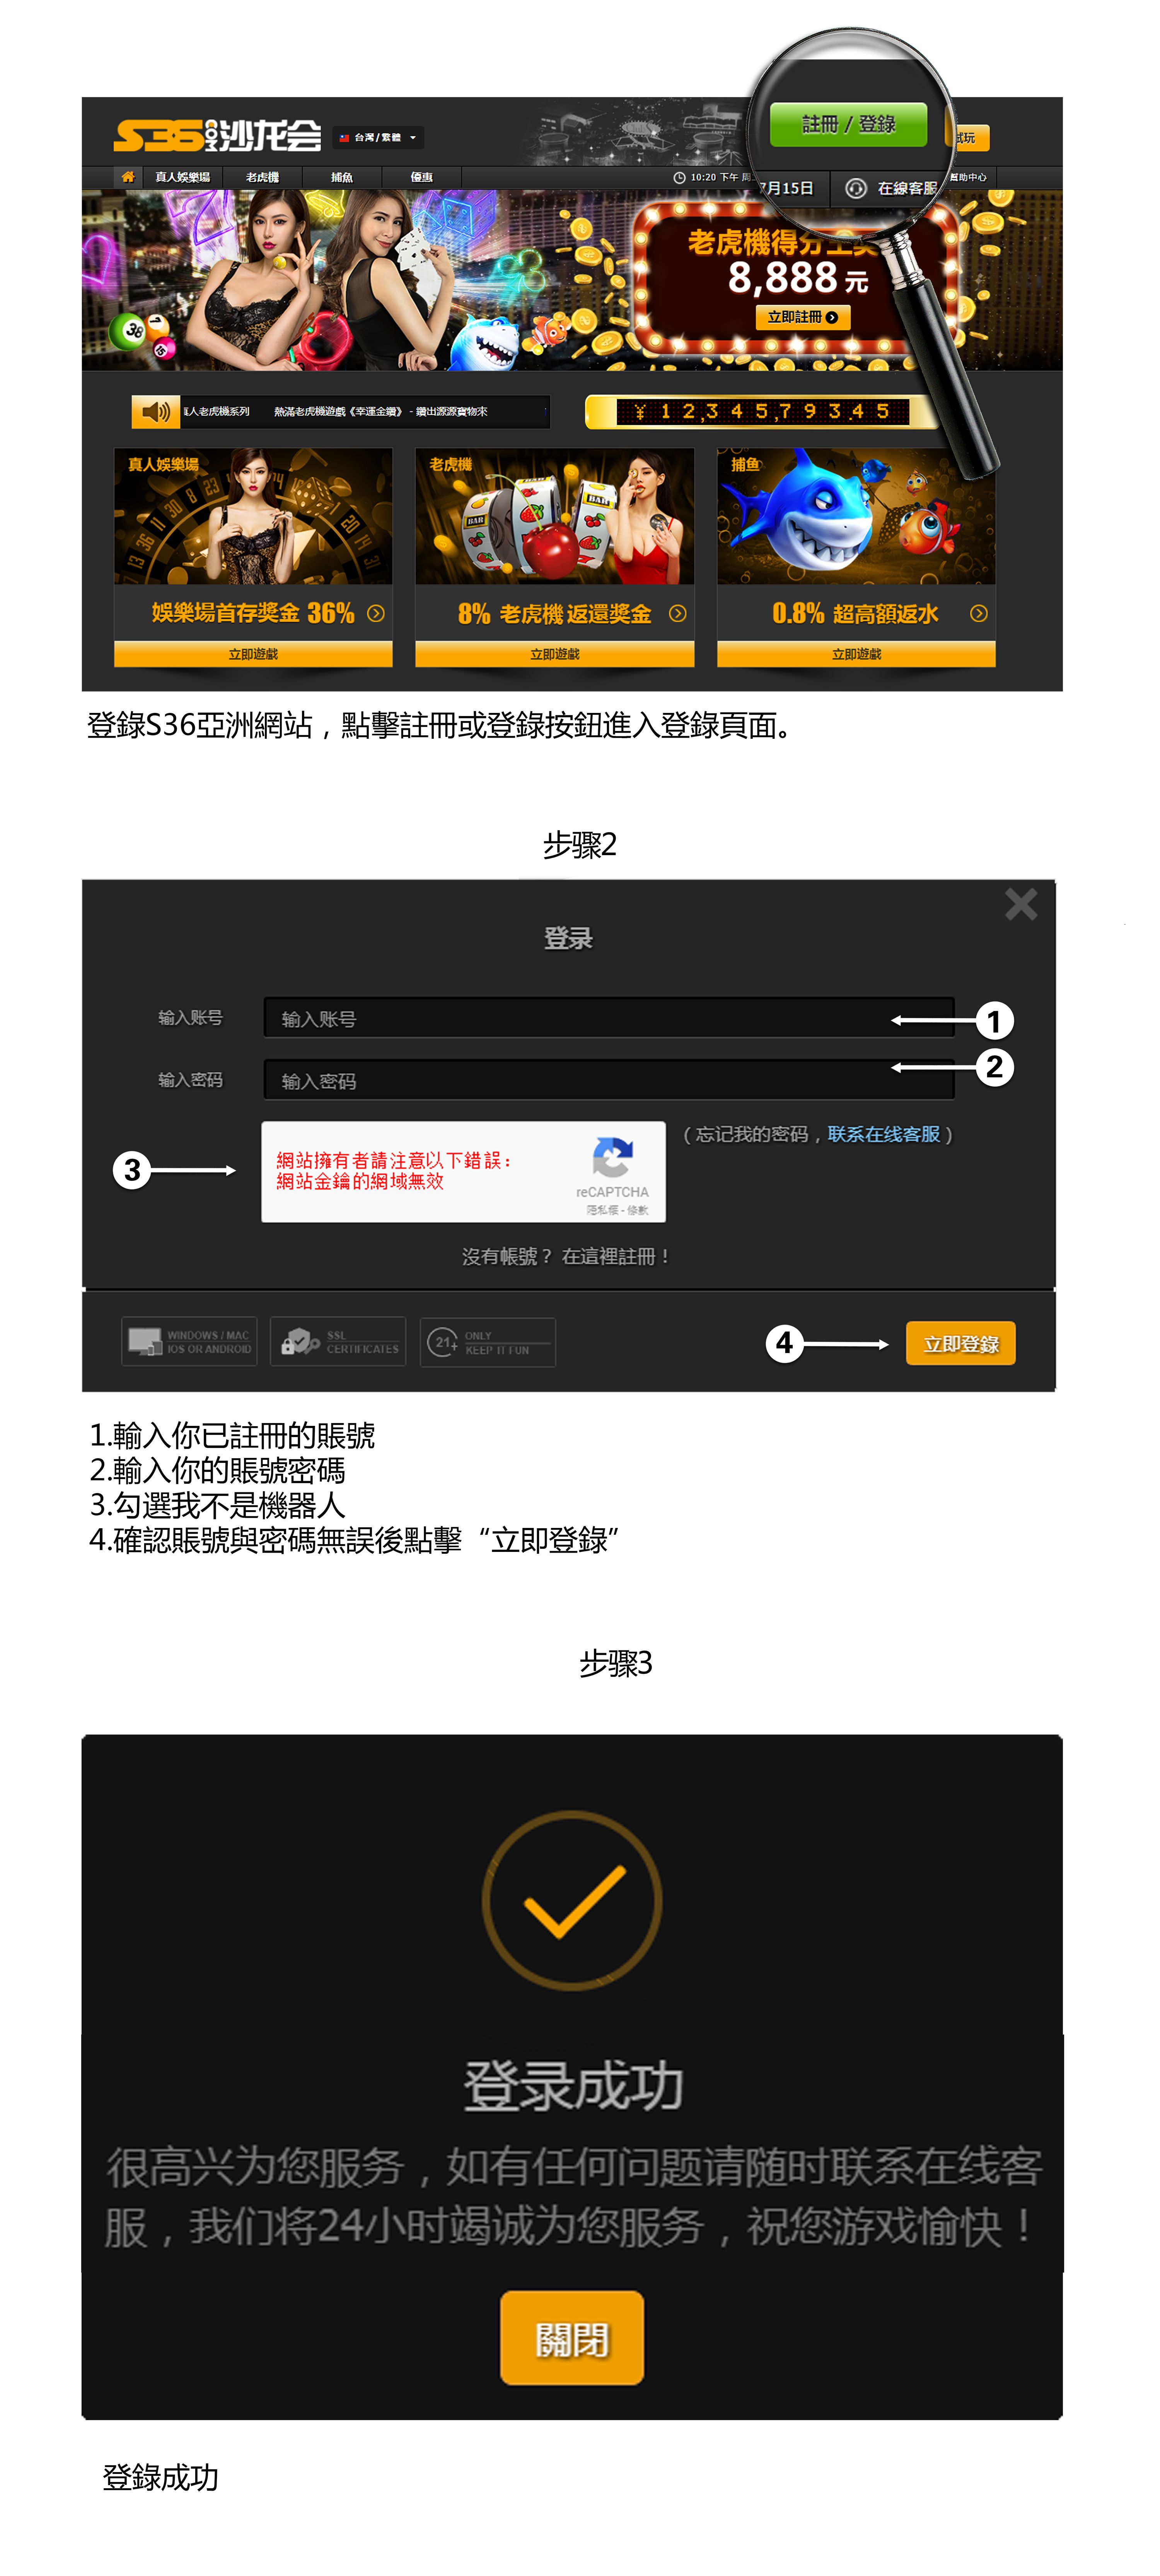 S36 沙龙会
台灣/繁體
註冊 / 登錄
試玩
真人娛樂場 老虎機 捕魚 優惠
10:20 下午 周 7月15日 在線客服 幫助中心
老虎機得分
8,888 元
立即註冊
38 7 15
人老虎機系列 熱滿老虎機遊戲《幸運金鑽》 - 鑽出源源寶物來
¥ 1 2,3 4 5,7 9 3.4 5
真人娛樂場
老虎機
捕鱼
BAR BAR
娛樂場首存獎金 36%
8% 老虎機 返還獎金
0.8% 超高額返水
立即遊戲
立即遊戲
立即遊戲
登錄S36亞洲網站，點擊註冊或登錄按鈕進入登錄頁面。
步骤2
登录
输入账号 输入账号 1
输入密码 输入密码 2
（忘记我的密码，联系在线客服）
3
網站擁有者請注意以下錯誤：
網站金鑰的網域無效
reCAPTCHA
隱私權 - 條款
沒有帳號？ 在這裡註冊！
WINDOWS / MAC
IOS OR ANDROID
SSL
CERTIFICATES
21+
ONLY
KEEP IT FUN
4 立即登錄
1.輸入你已註冊的賬號
2.輸入你的賬號密碼
3.勾選我不是機器人
4.確認賬號與密碼無誤後點擊“立即登錄”
步骤3
登录成功
很高兴为您服务，如有任何问题请随时联系在线客
服，我们将24小时竭诚为您服务，祝您游戏愉快！
關閉
登錄成功